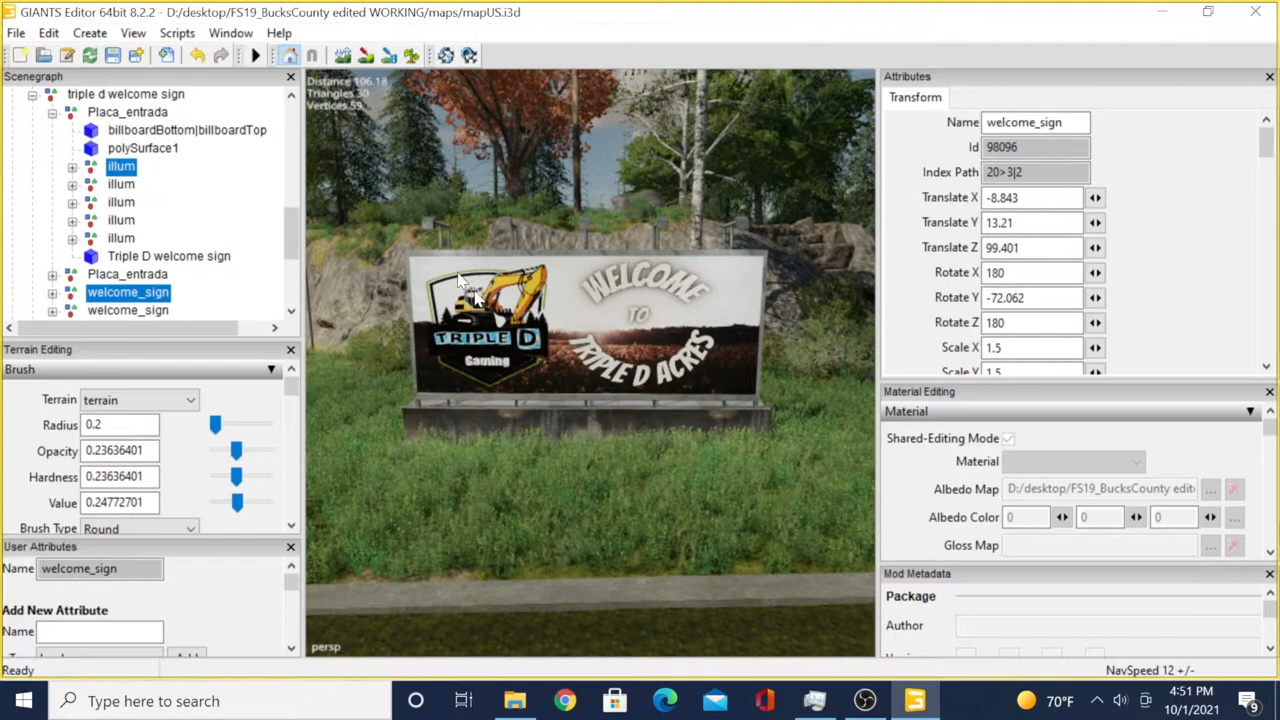 GIANTS Editor 64bit 8.2.2 - D:/desktop/FS19_BucksCounty edited WORKING/maps/mapUS.i3d
File Edit Create View Scripts Window Help
Scenegraph
triple d welcome sign
Placa_entrada
billboardBottom|billboardTop
polySurface1
illum
illum
illum
illum
illum
Triple D welcome sign
Placa_entrada
welcome_sign
welcome_sign
Terrain Editing
Brush
Terrain terrain
Radius 0.2
Opacity 0.23636401
Hardness 0.23636401
Value 0.24772701
Brush Type Round
User Attributes
Name welcome_sign
Add New Attribute
Name
Ready
Distance 106.18
Triangles 30
Vertices 59
TRIPLE D
Gaming
WELCOME
TO
TRIPLE D ACRES
persp
Attributes
Transform
Name welcome_sign
Id 98096
Index Path 20>3|2
Translate X -8.843
Translate Y 13.21
Translate Z 99.401
Rotate X 180
Rotate Y -72.062
Rotate Z 180
Scale X 1.5
Scale Y 1.5
Material Editing
Material
Shared-Editing Mode
Material
Albedo Map D:/desktop/FS19_BucksCounty edit
Albedo Color 0 0 0 ...
Gloss Map ...
Mod Metadata
Package
Author
NavSpeed 12 +/-
Type here to search
70°F
4:51 PM
10/1/2021
9